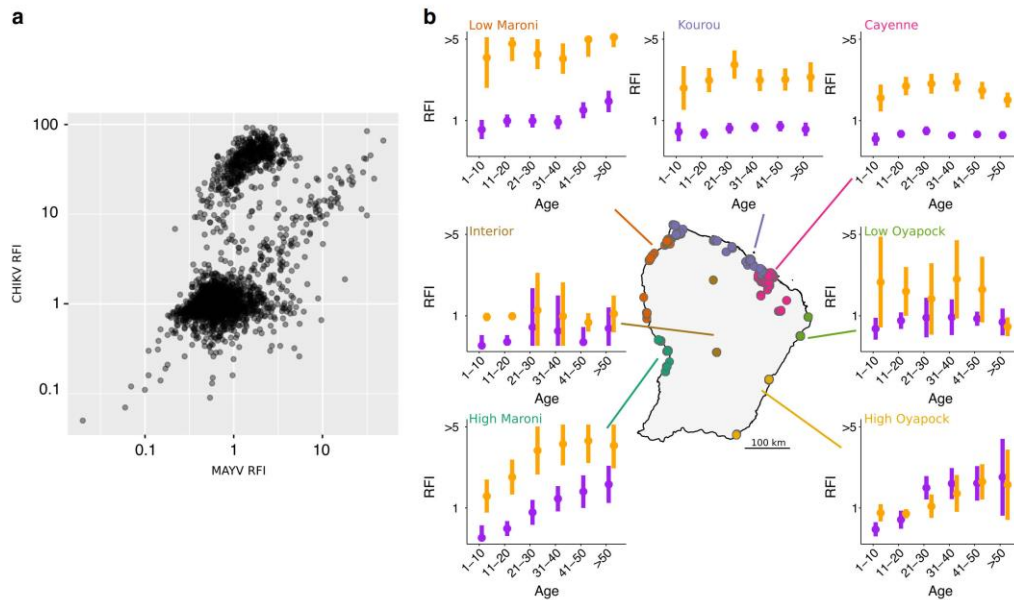 a
CHIKV RFI
100
10
1
0.1
0.1
1
10
MAYV RFI
b
Low Maroni
RFI
>5
1
1–10
11–20
21–30
31–40
41–50
>50
Age
Kourou
RFI
>5
1
1–10
11–20
21–30
31–40
41–50
>50
Age
Cayenne
RFI
>5
1
1–10
11–20
21–30
31–40
41–50
>50
Age
Interior
RFI
>5
1
1–10
11–20
21–30
31–40
41–50
>50
Age
Low Oyapock
RFI
>5
1
1–10
11–20
21–30
31–40
41–50
>50
Age
High Maroni
RFI
>5
1
1–10
11–20
21–30
31–40
41–50
>50
Age
100 km
High Oyapock
RFI
>5
1
1–10
11–20
21–30
31–40
41–50
>50
Age